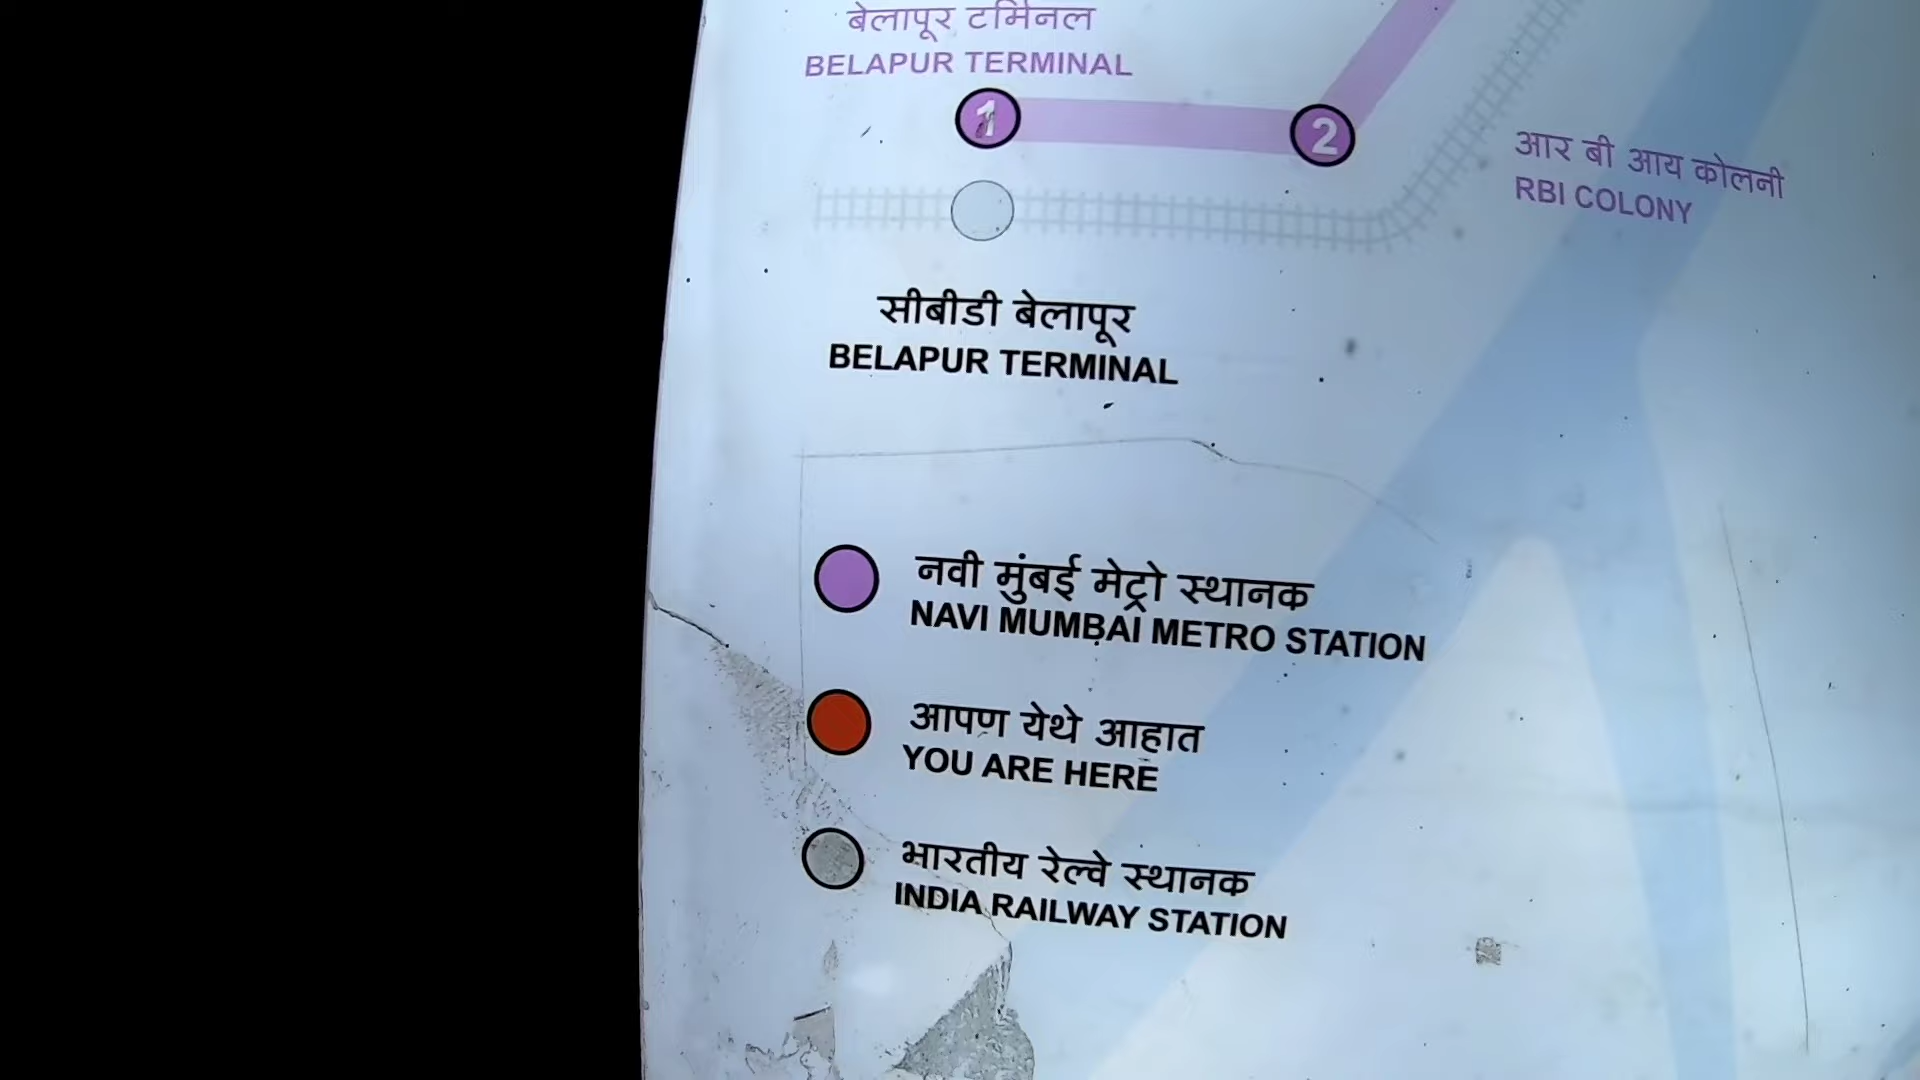 बेलापूर टर्मिनल
BELAPUR TERMINAL
1
2
आर बी आय कोलनी
RBI COLONY
सीबीडी बेलापूर
BELAPUR TERMINAL
नवी मुंबई मेट्रो स्थानक
NAVI MUMBAI METRO STATION
आपण येथे आहात
YOU ARE HERE
भारतीय रेल्वे स्थानक
INDIA RAILWAY STATION